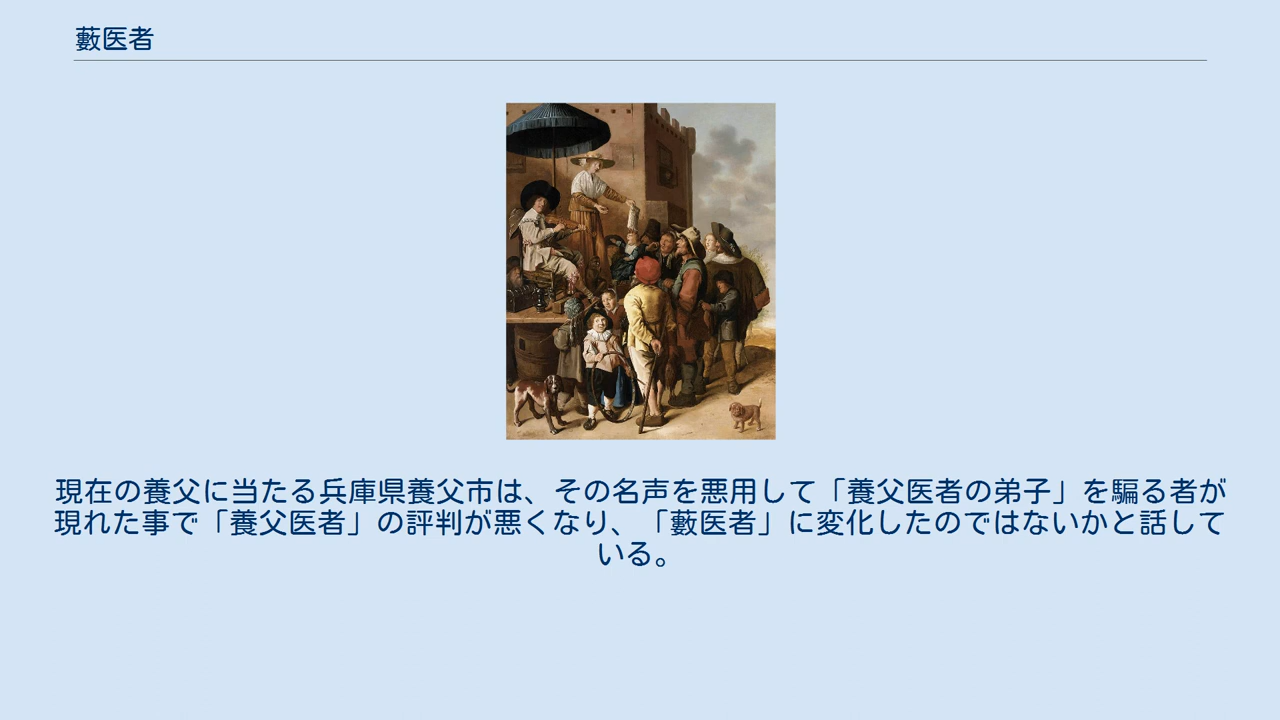 藪医者
現在の養父に当たる兵庫県養父市は、その名声を悪用して「養父医者の弟子」を騙る者が
現れた事で「養父医者」の評判が悪くなり、「藪医者」に変化したのではないかと話して
いる。